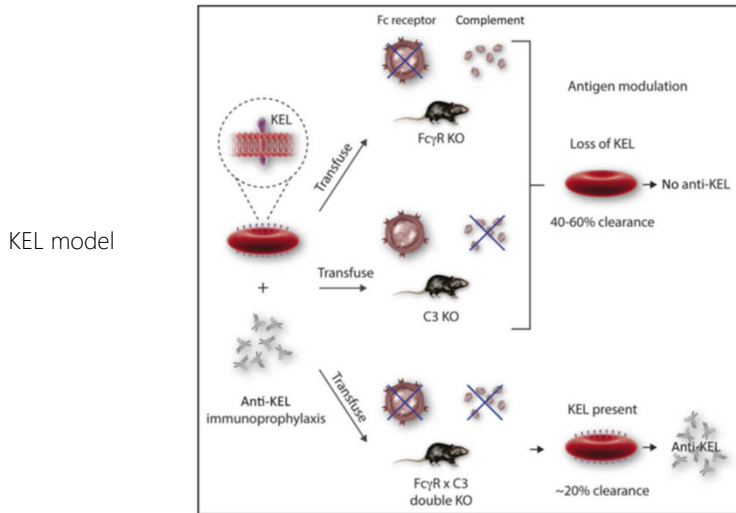 KEL model
Fc receptor
Complement
KEL
Transfuse
FcγR KO
Antigen modulation
Loss of KEL
No anti-KEL
40-60% clearance
Transfuse
C3 KO
+
Anti-KEL
immunoprophylaxis
Transfuse
FcγR x C3
double KO
KEL present
Anti-KEL
~20% clearance